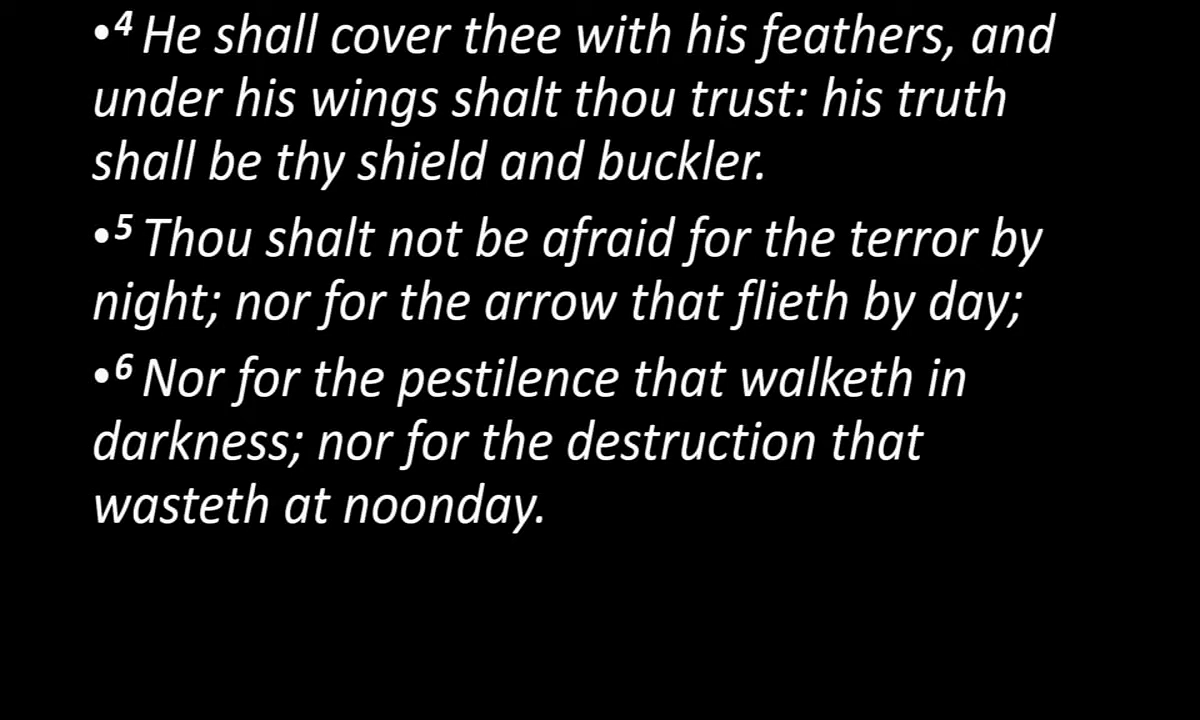 •4 He shall cover thee with his feathers, and
under his wings shalt thou trust: his truth
shall be thy shield and buckler.
•5 Thou shalt not be afraid for the terror by
night; nor for the arrow that flieth by day;
•6 Nor for the pestilence that walketh in
darkness; nor for the destruction that
wasteth at noonday.